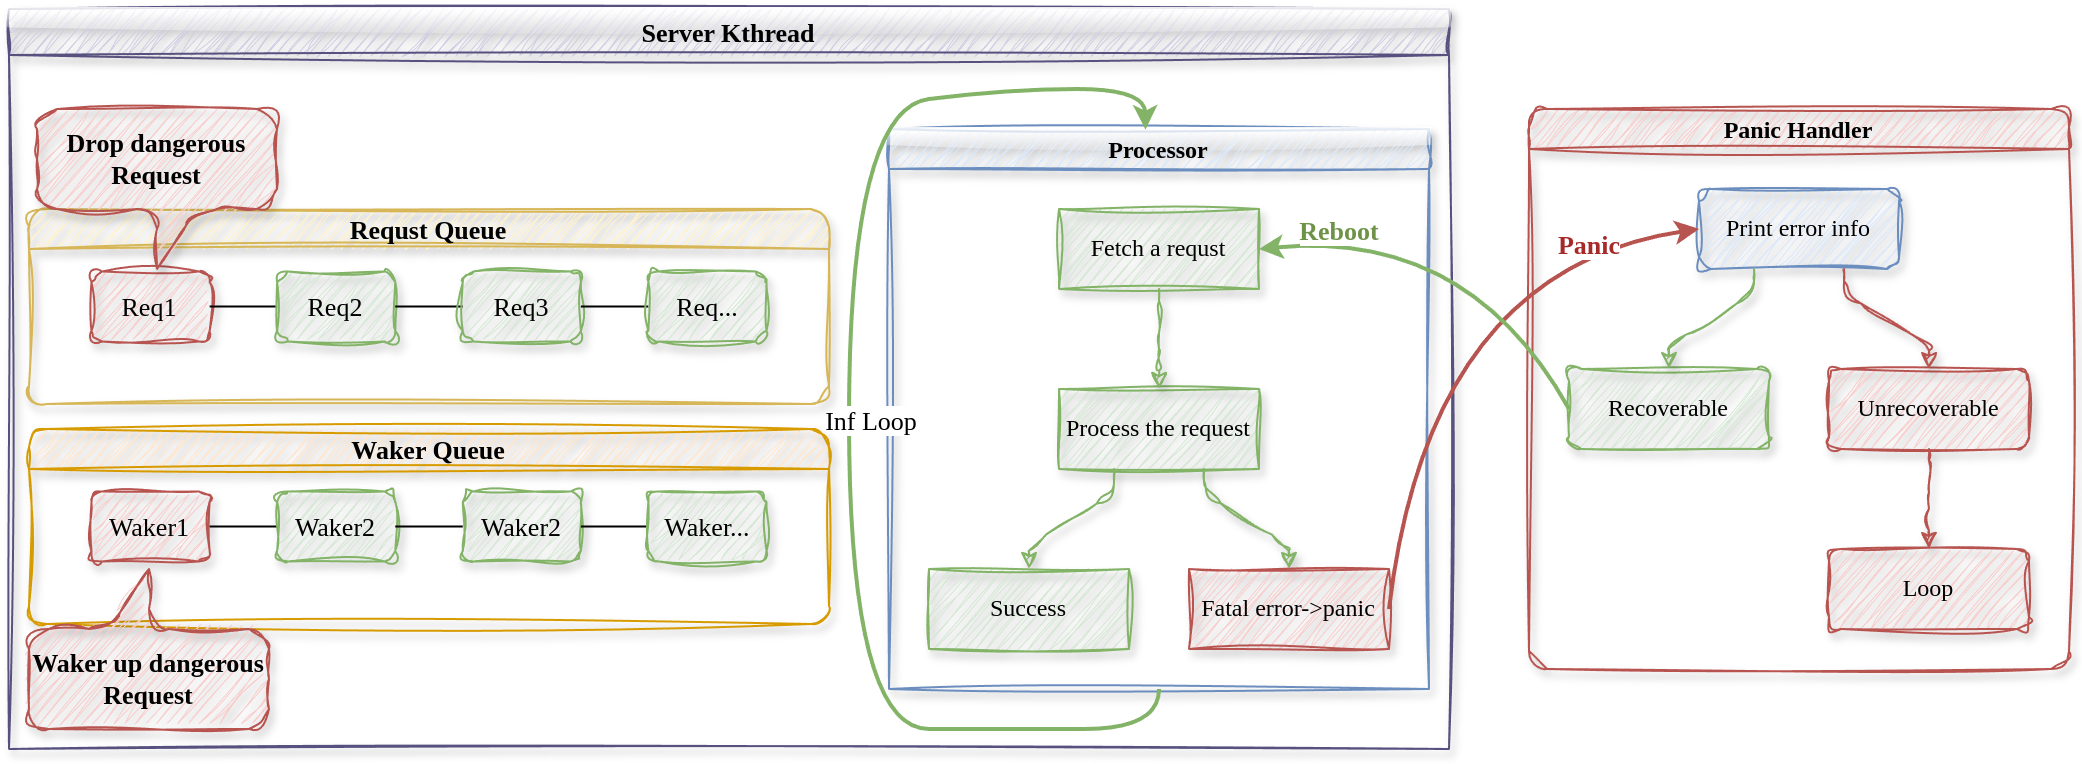 Server Kthread
Drop dangerous
Request
Requst Queue
Req1
Req2
Req3
Req...
Waker Queue
Waker1
Waker2
Waker2
Waker...
Waker up dangerous
Request
Inf Loop
Processor
Fetch a requst
Process the request
Success
Fatal error->panic
Reboot
Panic
Panic Handler
Print error info
Recoverable
Unrecoverable
Loop